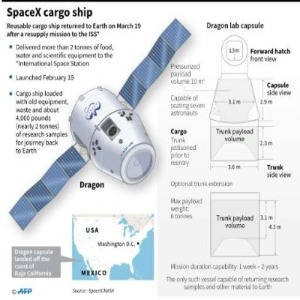 SpaceX cargo ship
Reusable cargo ship returned to Earth on March 19
after a resupply mission to the ISS*
Delivered more than 2 tonnes of food,
water and scientific equipment to the
*International Space Station
Launched February 19
Cargo ship loaded
with old equipment,
waste and about
4,000 pounds
(nearly 2 tonnes)
of research samples
for journey back
to Earth
Dragon
Dragon capsule
landed off the
coast of
Baja California
USA
Washington D.C.
MEXICO
© AFP
Source: SpaceX/NASA
Dragon lab capsule
1.3m
Forward hatch
front view
Pressurized
payload
volume 10 m³
Capable of
seating seven
astronauts
3.1 m
2.9 m
Capsule
side view
Cargo
Trunk
jettisoned
prior to
reentry
Trunk payload
volume
2.3 m
3.6 m
Trunk
side view
Optional trunk extension
Max payload
weight:
6 tonnes
Trunk payload
volume
3.1 m
4.3 m
Mission duration capability: 1 week – 2 years
The only such vessel capable of returning research
samples and other material to Earth